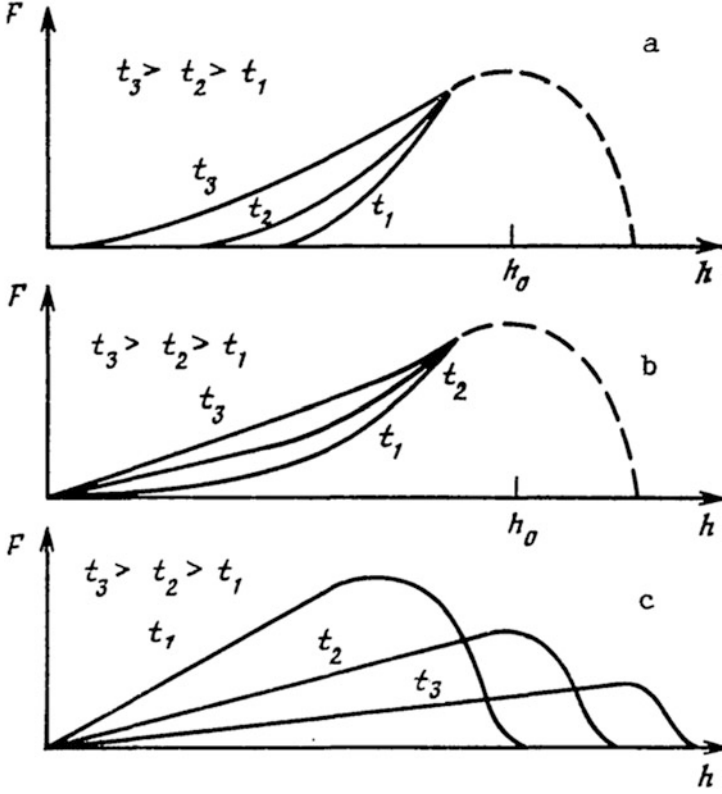 F
a
t₃ > t₂ > t₁
t₃
t₂
t₁
h₀
h
F
b
t₃ > t₂ > t₁
t₃
t₂
t₁
h₀
h
F
c
t₃ > t₂ > t₁
t₁
t₂
t₃
h